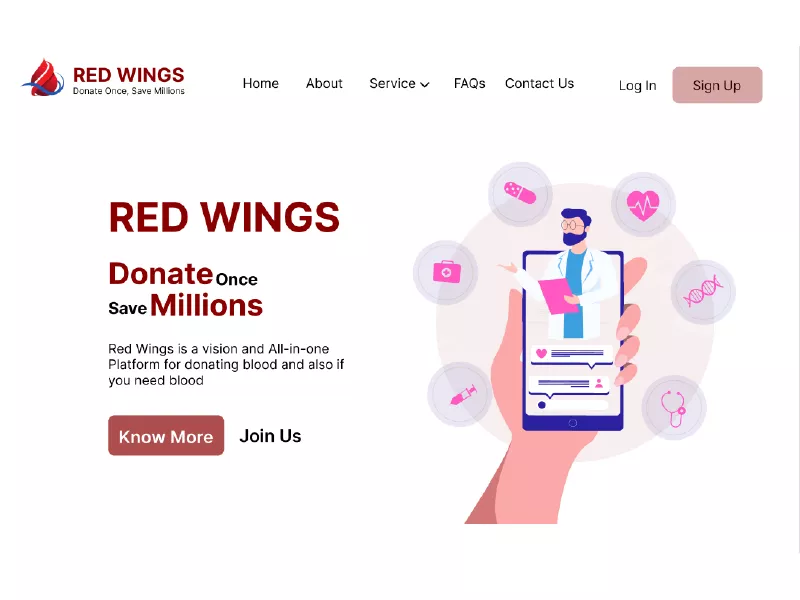 RED WINGS
Donate Once, Save Millions
Home About Service FAQs Contact Us Log In Sign Up
RED WINGS
Donate Once
Save Millions
Red Wings is a vision and All-in-one
Platform for donating blood and also if
you need blood
Know More Join Us